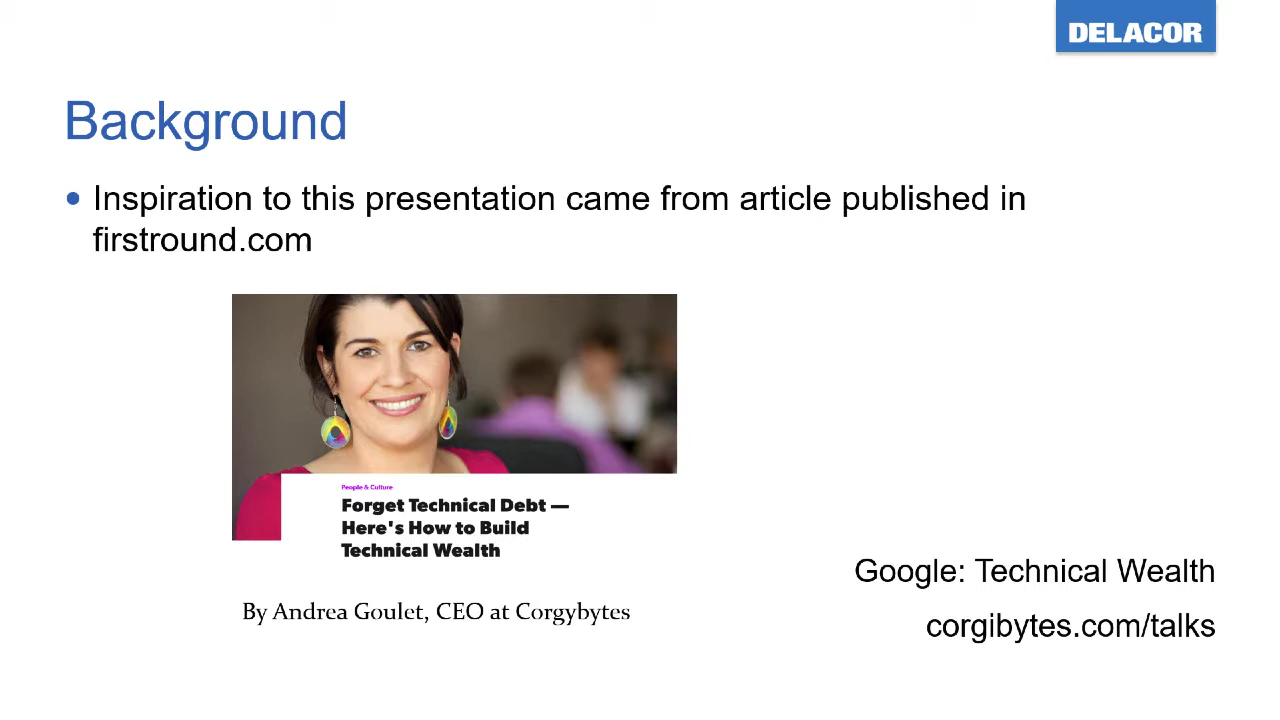 DELACOR
Background
• Inspiration to this presentation came from article published in
firstround.com
People & Culture
Forget Technical Debt —
Here's How to Build
Technical Wealth
By Andrea Goulet, CEO at Corgybytes
Google: Technical Wealth
corgibytes.com/talks